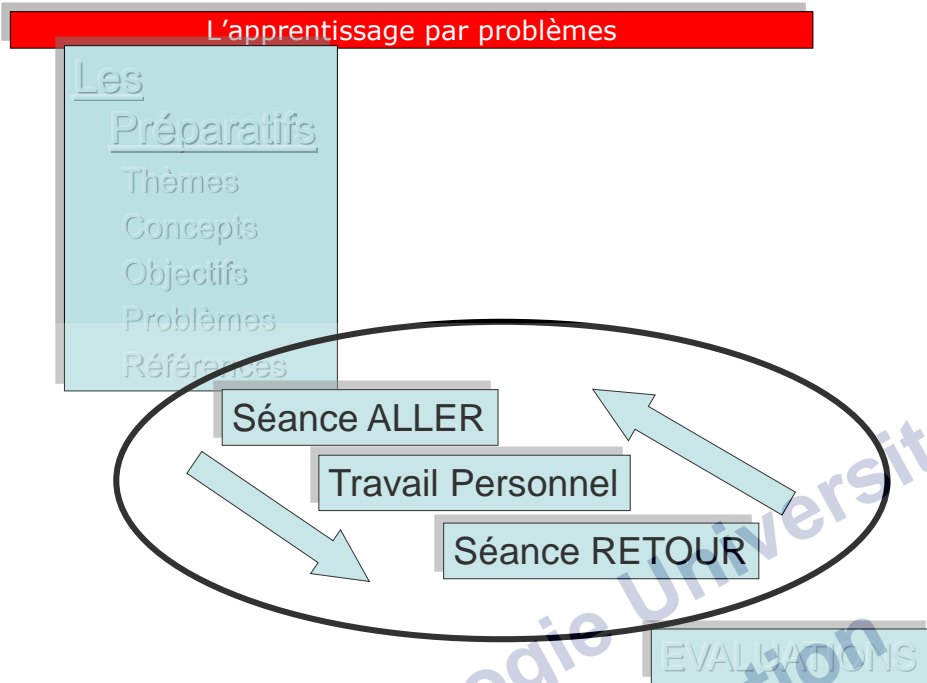 L'apprentissage par problèmes
Les
Préparatifs
Thèmes
Concepts
Objectifs
Problèmes
Références
Séance ALLER
Travail Personnel
Séance RETOUR
EVALUATIONS